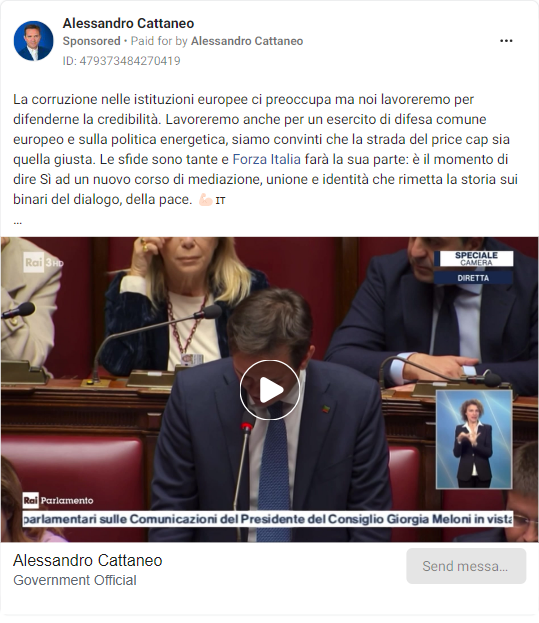 Alessandro Cattaneo
Sponsored • Paid for by Alessandro Cattaneo
ID: 479373484270419
La corruzione nelle istituzioni europee ci preoccupa ma noi lavoreremo per
difenderne la credibilità. Lavoreremo anche per un esercito di difesa comune
europeo e sulla politica energetica, siamo convinti che la strada del price cap sia
quella giusta. Le sfide sono tante e Forza Italia farà la sua parte: è il momento di
dire Sì ad un nuovo corso di mediazione, unione e identità che rimetta la storia sui
binari del dialogo, della pace. 💪🏻 IT
...
Rai 3 HD
SPECIALE
CAMERA
DIRETTA
Rai Parlamento
parlamentari sulle Comunicazioni del Presidente del Consiglio Giorgia Meloni in vista
Alessandro Cattaneo
Government Official
Send messa...